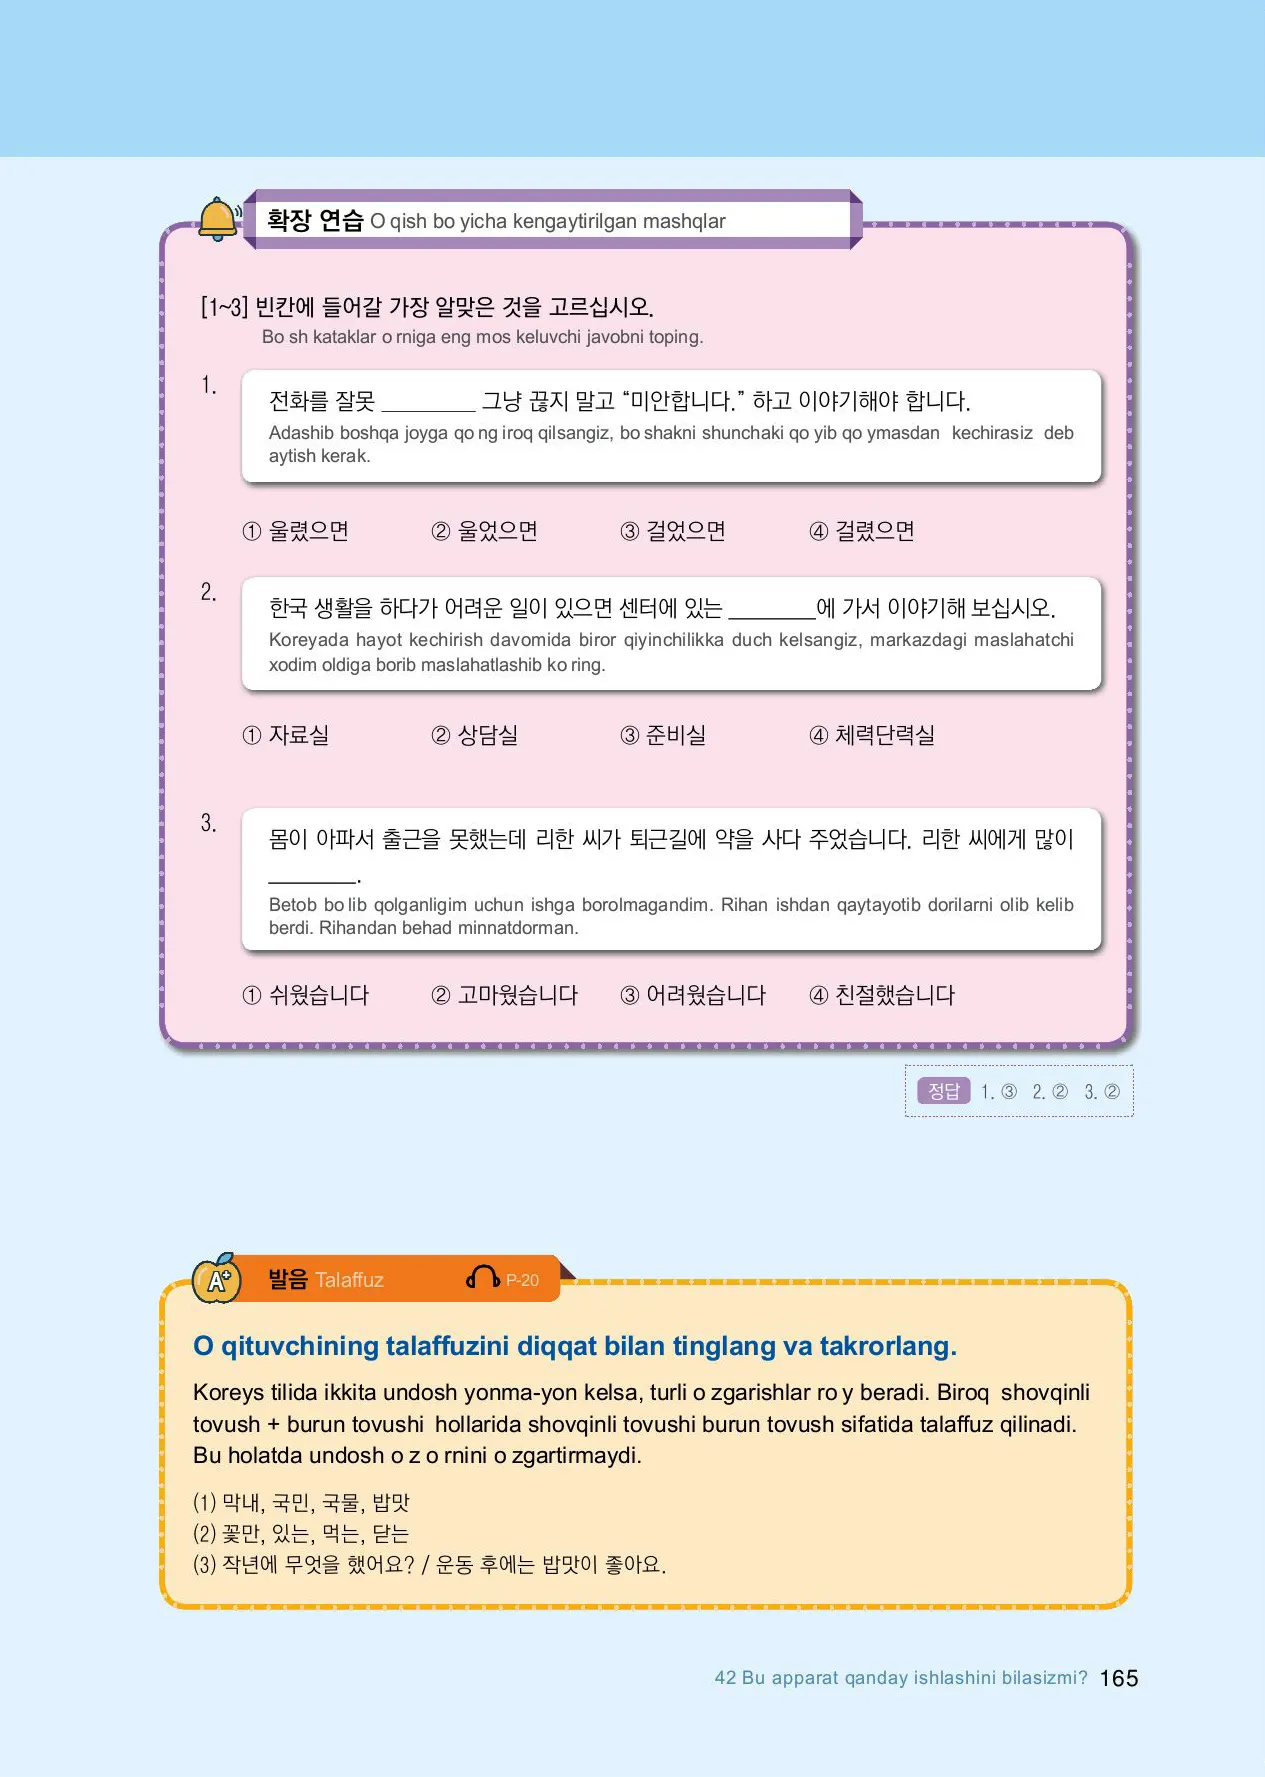 확장 연습 O qish bo yicha kengaytirilgan mashqlar
[1~3] 빈칸에 들어갈 가장 알맞은 것을 고르십시오.
Bo sh kataklar o rniga eng mos keluvchi javobni toping.
1.
전화를 잘못 ________ 그냥 끊지 말고 “미안합니다.” 하고 이야기해야 합니다.
Adashib boshqa joyga qo ng iroq qilsangiz, bo shakni shunchaki qo yib qo ymasdan kechirasiz deb
aytish kerak.
① 울렸으면 ② 울었으면 ③ 걸었으면 ④ 걸렸으면
2.
한국 생활을 하다가 어려운 일이 있으면 센터에 있는 ________에 가서 이야기해 보십시오.
Koreyada hayot kechirish davomida biror qiyinchilikka duch kelsangiz, markazdagi maslahatchi
xodim oldiga borib maslahatlashib ko ring.
① 자료실 ② 상담실 ③ 준비실 ④ 체력단력실
3.
몸이 아파서 출근을 못했는데 리한 씨가 퇴근길에 약을 사다 주었습니다. 리한 씨에게 많이
________.
Betob bo lib qolganligim uchun ishga borolmagandim. Rihan ishdan qaytayotib dorilarni olib kelib
berdi. Rihandan behad minnatdorman.
① 쉬웠습니다 ② 고마웠습니다 ③ 어려웠습니다 ④ 친절했습니다
정답 1. ③ 2. ② 3. ②
A+ 발음 Talaffuz P-20
O qituvchining talaffuzini diqqat bilan tinglang va takrorlang.
Koreys tilida ikkita undosh yonma-yon kelsa, turli o zgarishlar ro y beradi. Biroq shovqinli
tovush + burun tovushi hollarida shovqinli tovushi burun tovush sifatida talaffuz qilinadi.
Bu holatda undosh o z o rnini o zgartirmaydi.
(1) 막내, 국민, 국물, 밥맛
(2) 꽃만, 있는, 먹는, 닫는
(3) 작년에 무엇을 했어요? / 운동 후에는 밥맛이 좋아요.
42 Bu apparat qanday ishlashini bilasizmi? 165